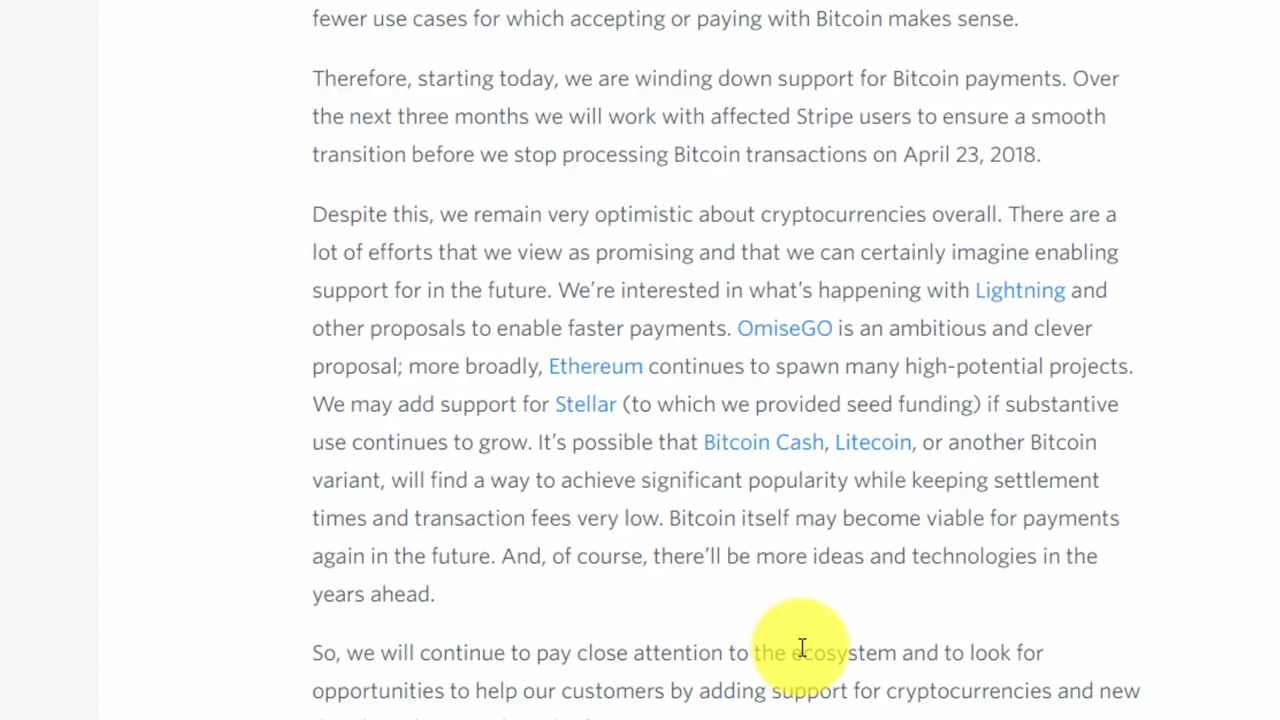 fewer use cases for which accepting or paying with Bitcoin makes sense.
Therefore, starting today, we are winding down support for Bitcoin payments. Over
the next three months we will work with affected Stripe users to ensure a smooth
transition before we stop processing Bitcoin transactions on April 23, 2018.
Despite this, we remain very optimistic about cryptocurrencies overall. There are a
lot of efforts that we view as promising and that we can certainly imagine enabling
support for in the future. We’re interested in what’s happening with Lightning and
other proposals to enable faster payments. OmiseGO is an ambitious and clever
proposal; more broadly, Ethereum continues to spawn many high-potential projects.
We may add support for Stellar (to which we provided seed funding) if substantive
use continues to grow. It’s possible that Bitcoin Cash, Litecoin, or another Bitcoin
variant, will find a way to achieve significant popularity while keeping settlement
times and transaction fees very low. Bitcoin itself may become viable for payments
again in the future. And, of course, there’ll be more ideas and technologies in the
years ahead.
So, we will continue to pay close attention to the ecosystem and to look for
opportunities to help our customers by adding support for cryptocurrencies and new